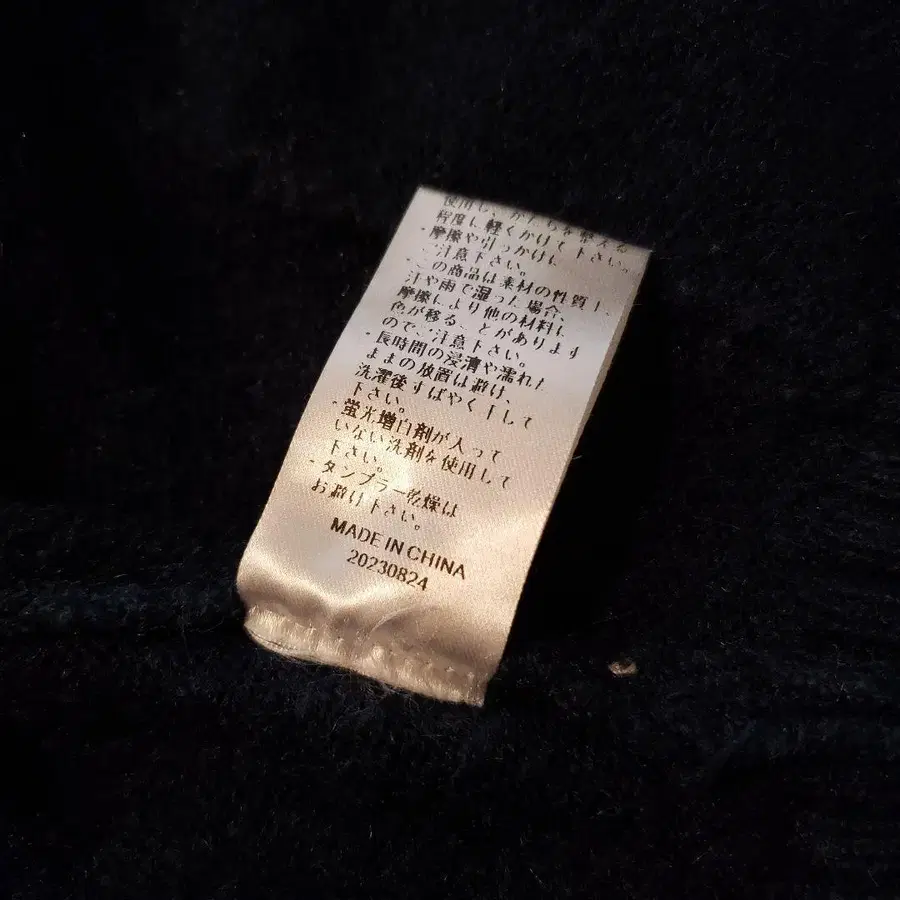 使用し、かたちを整える
程度に軽くかけて下さい。
・摩擦や引っかけに
ご注意下さい。
・この商品は素材の性質上、
汗や雨で湿った場合、
摩擦により他の材料に
色が移ることがあります
のでご注意下さい。
・長時間の浸漬や濡れた
ままの放置は避け、
洗濯後すばやく干して
下さい。
・蛍光増白剤が入って
いない洗剤を使用して
下さい。
・タンブラー乾燥は
お避け下さい。
MADE IN CHINA
20230824